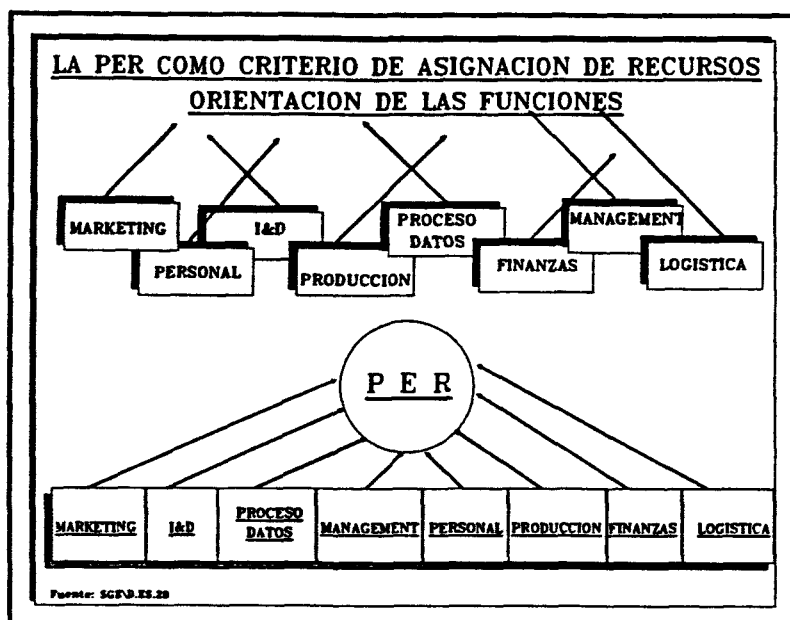 LA PER COMO CRITERIO DE ASIGNACION DE RECURSOS
ORIENTACION DE LAS FUNCIONES
MARKETING
I&D
PROCESO
DATOS
MANAGEMENT
PERSONAL
PRODUCCION
FINANZAS
LOGISTICA
P E R
MARKETING
I&D
PROCESO
DATOS
MANAGEMENT
PERSONAL
PRODUCCION
FINANZAS
LOGISTICA
Fuente: